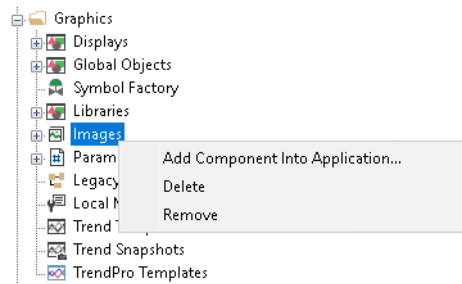 Graphics
Displays
Global Objects
Symbol Factory
Libraries
Images
Add Component Into Application...
Param
Delete
Legacy
Remove
Local
Trend
Trend Snapshots
TrendPro Templates